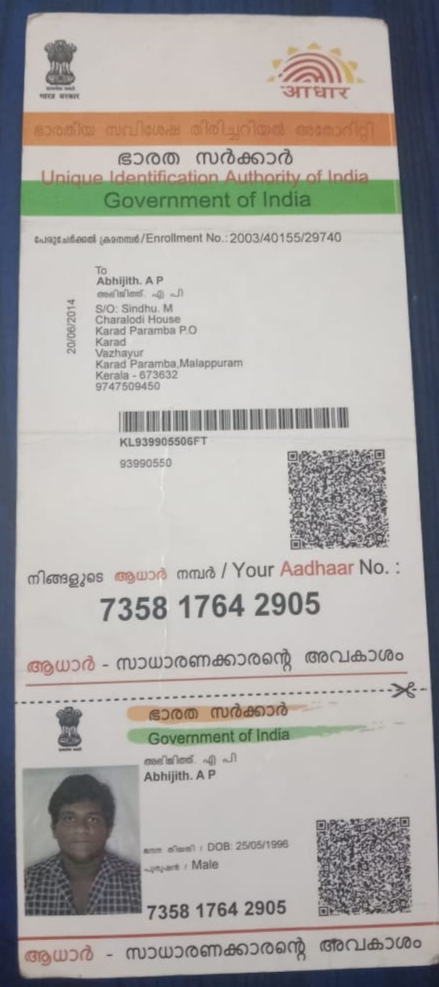 भारत सरकार
आधार
ഭാരതീയ സവിശേഷ തിരിച്ചറിയൽ അതോറിറ്റി
ഭാരത സർക്കാർ
Unique Identification Authority of India
Government of India
പേരുചേർക്കൽ ക്രമനമ്പർ/Enrollment No.: 2003/40155/29740
20/06/2014
To
Abhijith. A P
അഭിജിത്ത്. എ പി
S/O: Sindhu. M
Charalodi House
Karad Paramba P.O
Karad
Vazhayur
Karad Paramba,Malappuram
Kerala - 673632
9747509450
KL939905506FT
93990550
നിങ്ങളുടെ ആധാർ നമ്പർ / Your Aadhaar No. :
7358 1764 2905
ആധാർ - സാധാരണക്കാരന്റെ അവകാശം
ഭാരത സർക്കാർ
Government of India
അഭിജിത്ത്. എ പി
Abhijith. A P
ജനന തിയതി / DOB: 25/05/1996
പുരുഷൻ / Male
7358 1764 2905
ആധാർ - സാധാരണക്കാരന്റെ അവകാശം